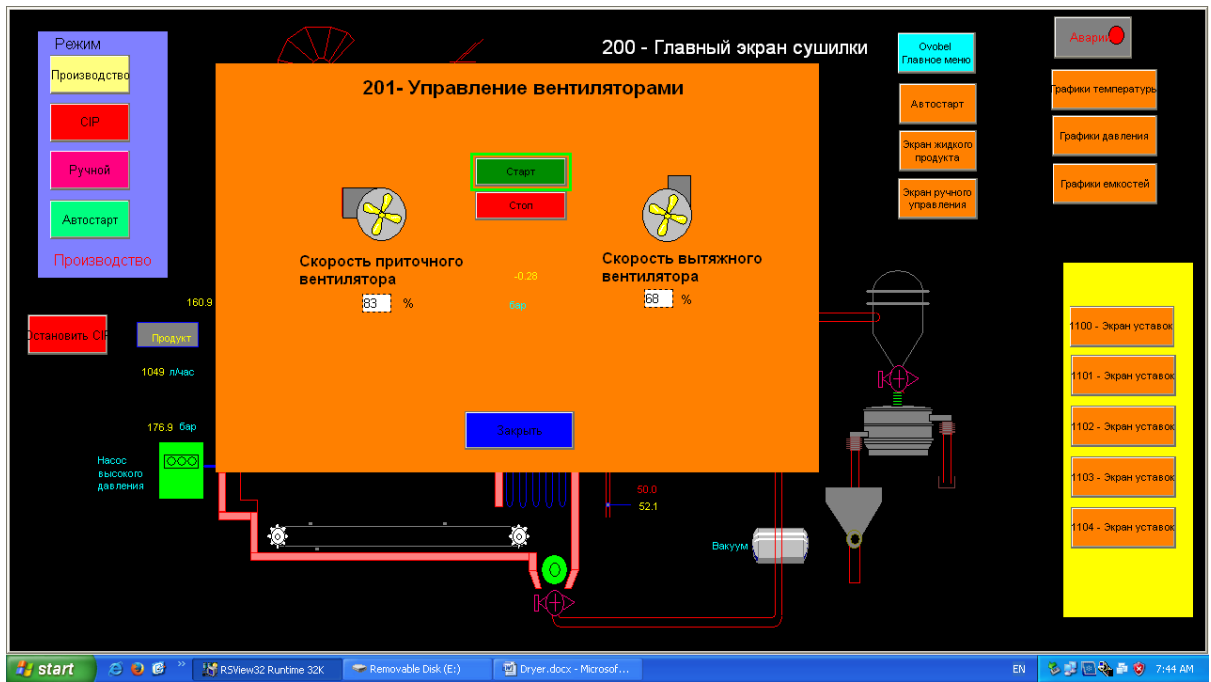 Режим
Производство
CIP
Ручной
Автостарт
Производство
200 - Главный экран сушилки
Ovobel
Главное меню
Автостарт
Экран жидкого
продукта
Экран ручного
управления
Аварии
Графики температуры
Графики давления
Графики емкостей
201- Управление вентиляторами
Старт
Стоп
Скорость приточного
вентилятора
83 %
-0.28
бар
Скорость вытяжного
вентилятора
68 %
Закрыть
160.9
Остановить CIP
Продукт
1049 л/час
176.9 бар
Насос
высокого
давления
50.0
52.1
Вакуум
1100 - Экран уставок
1101 - Экран уставок
1102 - Экран уставок
1103 - Экран уставок
1104 - Экран уставок
start
RSView32 Runtime 32K
Removable Disk (E:)
Dryer.docx - Microsof...
EN
7:44 AM